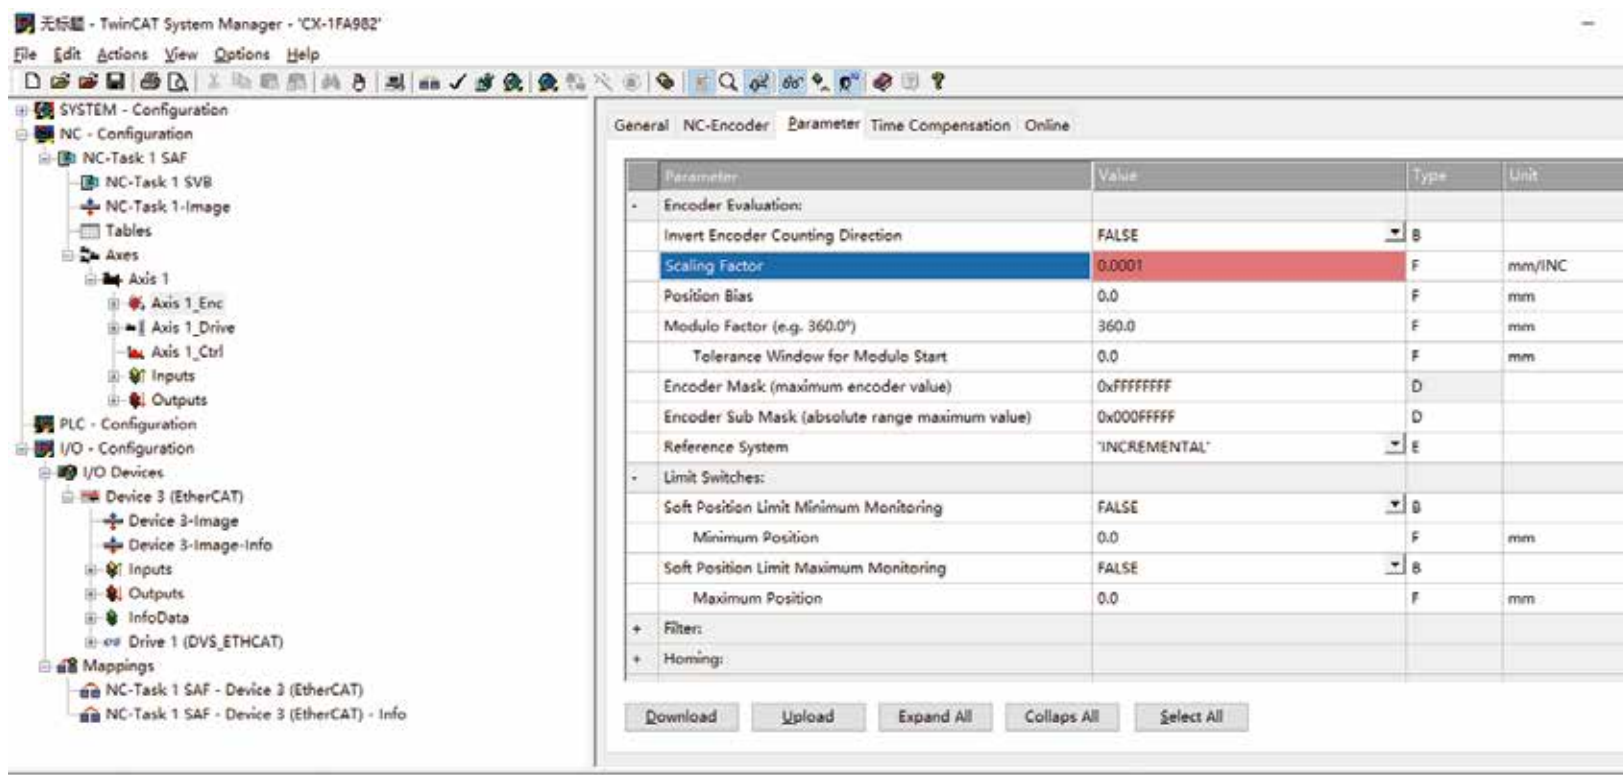 无标题 - TwinCAT System Manager - 'CX-1FA982'
File Edit Actions View Options Help
SYSTEM - Configuration
NC - Configuration
NC-Task 1 SAF
NC-Task 1 SVB
NC-Task 1-Image
Tables
Axes
Axis 1
Axis 1_Enc
Axis 1_Drive
Axis 1_Ctrl
Inputs
Outputs
PLC - Configuration
I/O - Configuration
I/O Devices
Device 3 (EtherCAT)
Device 3-Image
Device 3-Image-Info
Inputs
Outputs
InfoData
Drive 1 (DVS_ETHCAT)
Mappings
NC-Task 1 SAF - Device 3 (EtherCAT)
NC-Task 1 SAF - Device 3 (EtherCAT) - Info
General NC-Encoder Parameter Time Compensation Online
Parameter Value Type Unit
- Encoder Evaluation:
Invert Encoder Counting Direction FALSE B
Scaling Factor 0.0001 F mm/INC
Position Bias 0.0 F mm
Modulo Factor (e.g. 360.0°) 360.0 F mm
Tolerance Window for Modulo Start 0.0 F mm
Encoder Mask (maximum encoder value) 0xFFFFFFFF D
Encoder Sub Mask (absolute range maximum value) 0x000FFFFF D
Reference System 'INCREMENTAL' E
- Limit Switches:
Soft Position Limit Minimum Monitoring FALSE B
Minimum Position 0.0 F mm
Soft Position Limit Maximum Monitoring FALSE B
Maximum Position 0.0 F mm
+ Filter:
+ Homing:
Download Upload Expand All Collaps All Select All